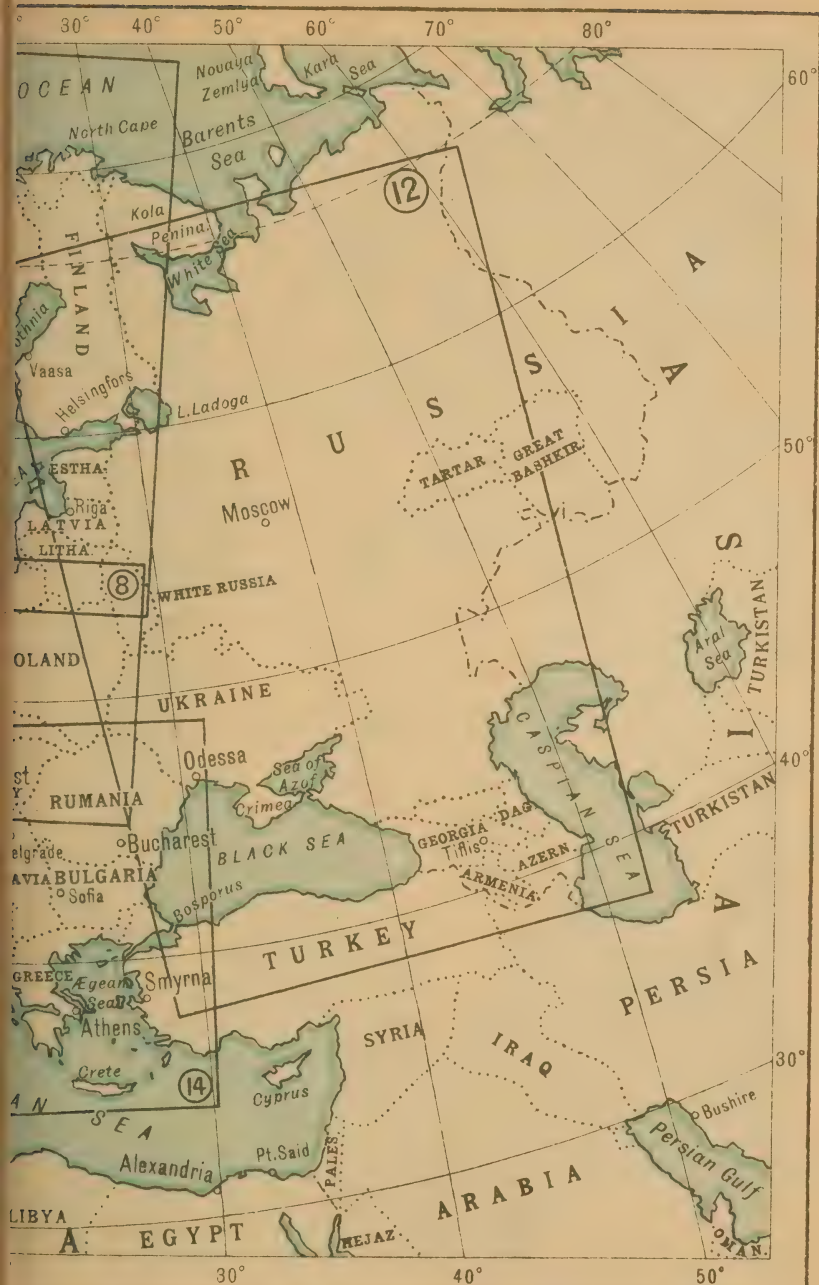 30° 40° 50° 60° 70° 80°
OCEAN
Novaya
Zemlya
Kara Sea
60°
North Cape
Barents
Sea
12
Kola
Penina.
White Sea
FINLAND
othnia
Vaasa
Helsingfors
L. Ladoga
RUSSIA
TARTAR
GREAT
BASHKIR
50°
ESTHA.
Riga
LATVIA
LITHA.
Moscow
8
WHITE RUSSIA
ASIA
Aral
Sea
TURKISTAN
OLAND
UKRAINE
Odessa
Sea of
Azof
Crimea
CASPIAN SEA
40°
TURKISTAN
st
Y
RUMANIA
Bucharest
BLACK SEA
GEORGIA
DAG.
Tiflis
AZERN.
ARMENIA
elgrade
AVIA
BULGARIA
Sofia
Bosporus
TURKEY
PERSIA
GREECE
Ægean
Sea
Smyrna
Athens
SYRIA
IRAQ
30°
Crete
14
Cyprus
AN SEA
Bushire
Persian Gulf
Alexandria
Pt. Said
PALES.
ARABIA
LIBYA
A
EGYPT
HEJAZ
OMAN.
30° 40° 50°